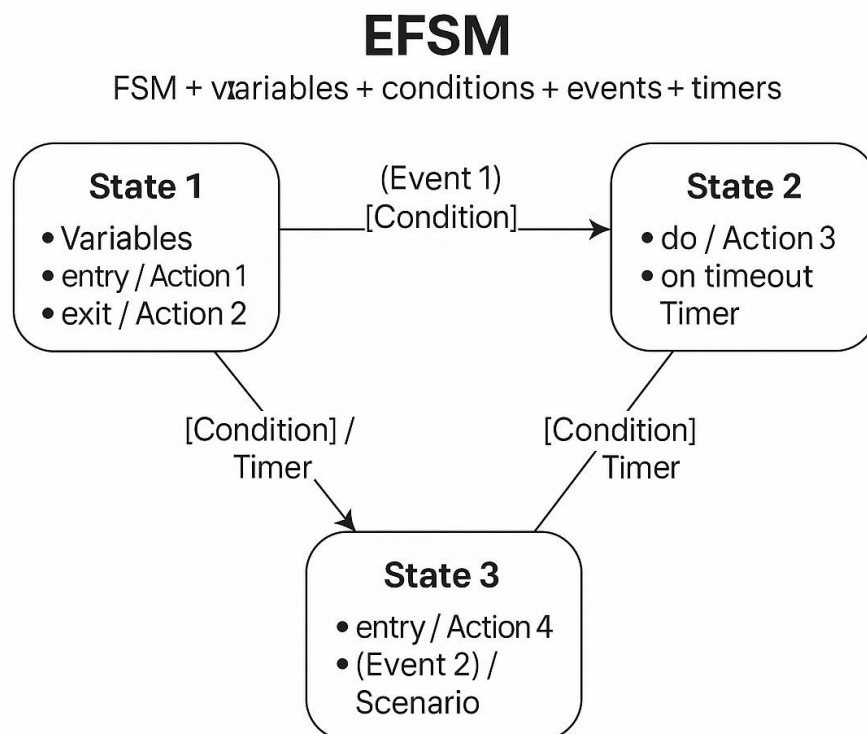 EFSM
FSM + variables + conditions + events + timers
State 1
• Variables
• entry / Action 1
• exit / Action 2
(Event 1)
[Condition]
State 2
• do / Action 3
• on timeout
Timer
[Condition] /
Timer
[Condition]
Timer
State 3
• entry / Action 4
• (Event 2) /
Scenario